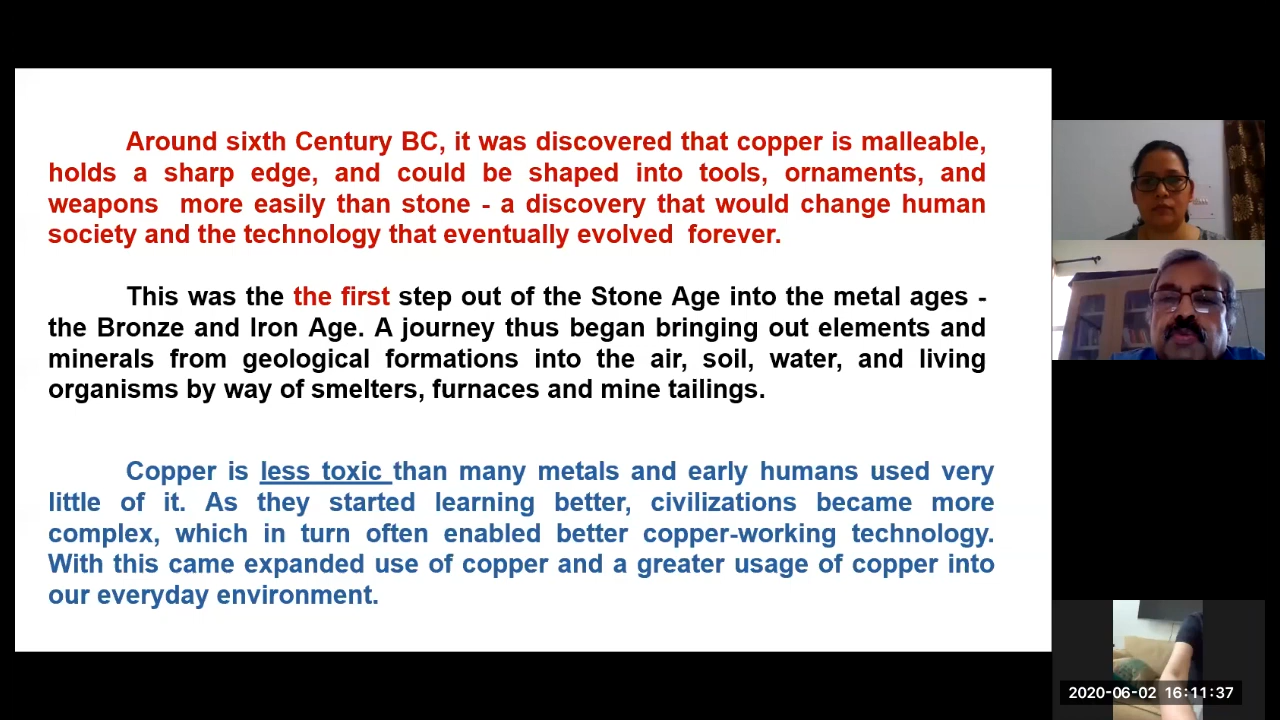 Around sixth Century BC, it was discovered that copper is malleable,
holds a sharp edge, and could be shaped into tools, ornaments, and
weapons more easily than stone - a discovery that would change human
society and the technology that eventually evolved forever.
This was the the first step out of the Stone Age into the metal ages -
the Bronze and Iron Age. A journey thus began bringing out elements and
minerals from geological formations into the air, soil, water, and living
organisms by way of smelters, furnaces and mine tailings.
Copper is less toxic than many metals and early humans used very
little of it. As they started learning better, civilizations became more
complex, which in turn often enabled better copper-working technology.
With this came expanded use of copper and a greater usage of copper into
our everyday environment.
2020-06-02 16:11:37